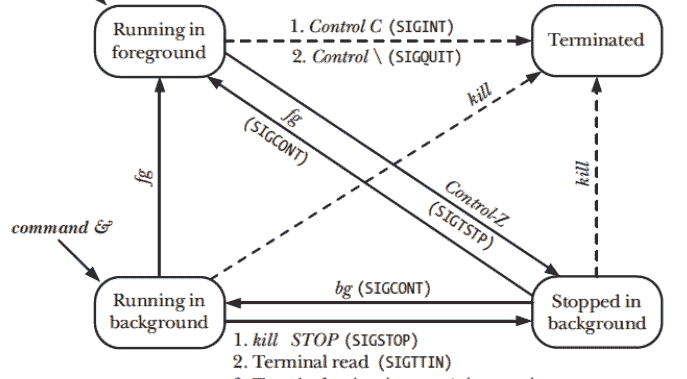 Running in
foreground
1. Control C (SIGINT)
2. Control \ (SIGQUIT)
Terminated
kill
fg
(SIGCONT)
fg
kill
Control-Z
(SIGTSTP)
command &
Running in
background
bg (SIGCONT)
Stopped in
background
1. kill STOP (SIGSTOP)
2. Terminal read (SIGTTIN)